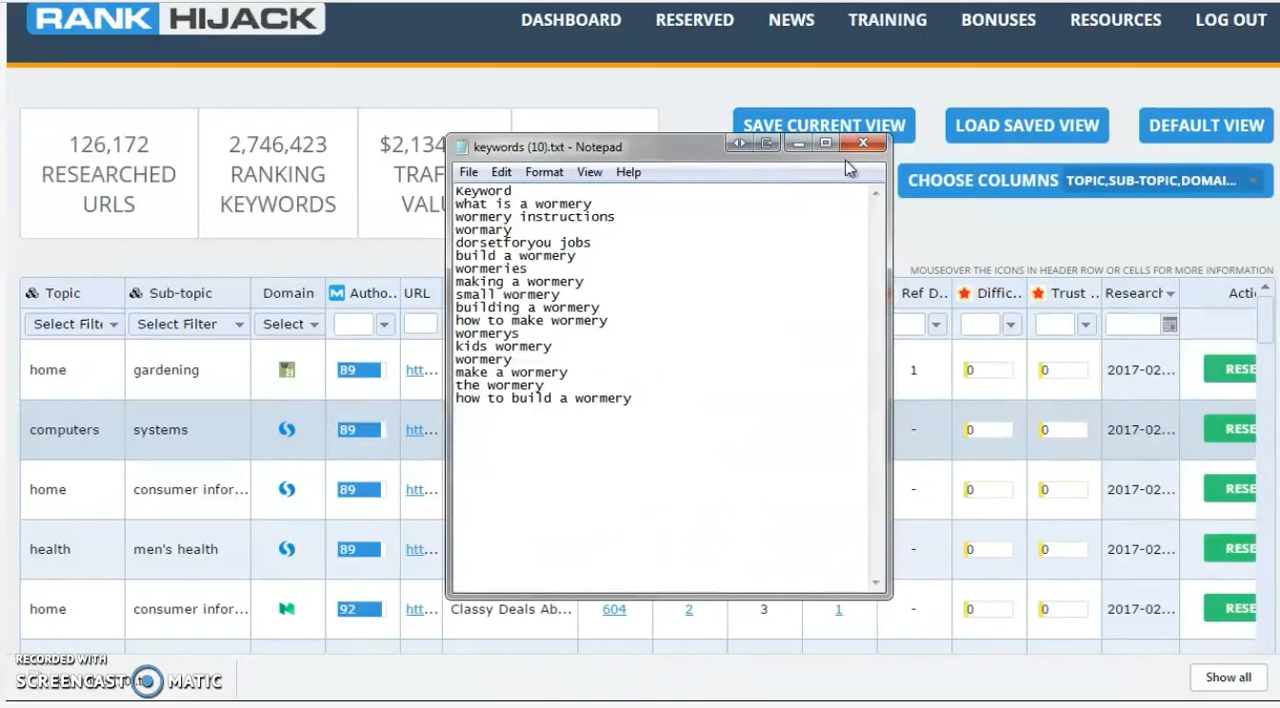 RANK HIJACK
DASHBOARD RESERVED NEWS TRAINING BONUSES RESOURCES LOG OUT
126,172 RESEARCHED URLS
2,746,423 RANKING KEYWORDS
$2,134
TRAF
VAL
SAVE CURRENT VIEW LOAD SAVED VIEW DEFAULT VIEW
CHOOSE COLUMNS TOPIC,SUB-TOPIC,DOMAI...
keywords (10).txt - Notepad
File Edit Format View Help
Keyword
what is a wormery
wormery instructions
wormary
dorsetforyou jobs
build a wormery
wormeries
making a wormery
small wormery
building a wormery
how to make wormery
wormerys
kids wormery
wormery
make a wormery
the wormery
how to build a wormery
MOUSEOVER THE ICONS IN HEADER ROW OR CELLS FOR MORE INFORMATION
Topic Sub-topic Domain M Autho.. URL Ref D.. Diffic.. Trust .. Research Acti
Select Filte Select Filter Select
home gardening 89 htt... 1 0 0 2017-02... RESE
computers systems 89 htt... - 0 0 2017-02... RESE
home consumer infor... 89 htt... - 0 0 2017-02... RESE
health men's health 89 htt... - 0 0 2017-02... RESE
home consumer infor... 92 htt... Classy Deals Ab... 604 2 3 1 - 0 0 2017-02... RESE
RECORDED WITH
SCREENCAST MATIC
Show all